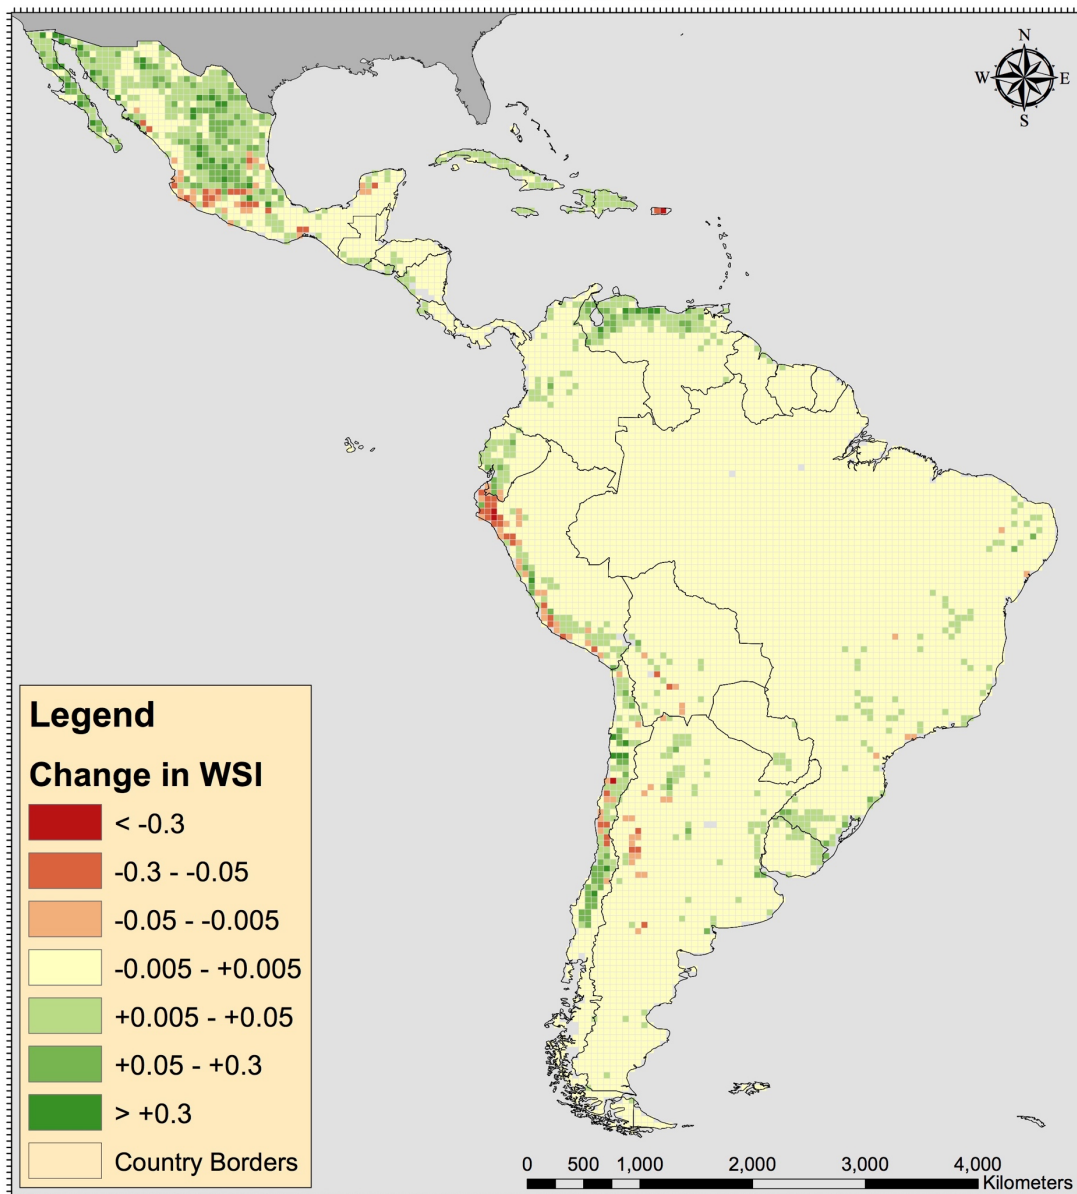 N
W
E
S
Legend
Change in WSI
< -0.3
-0.3 - -0.05
-0.05 - -0.005
-0.005 - +0.005
+0.005 - +0.05
+0.05 - +0.3
> +0.3
Country Borders
0 500 1,000 2,000 3,000 4,000
Kilometers